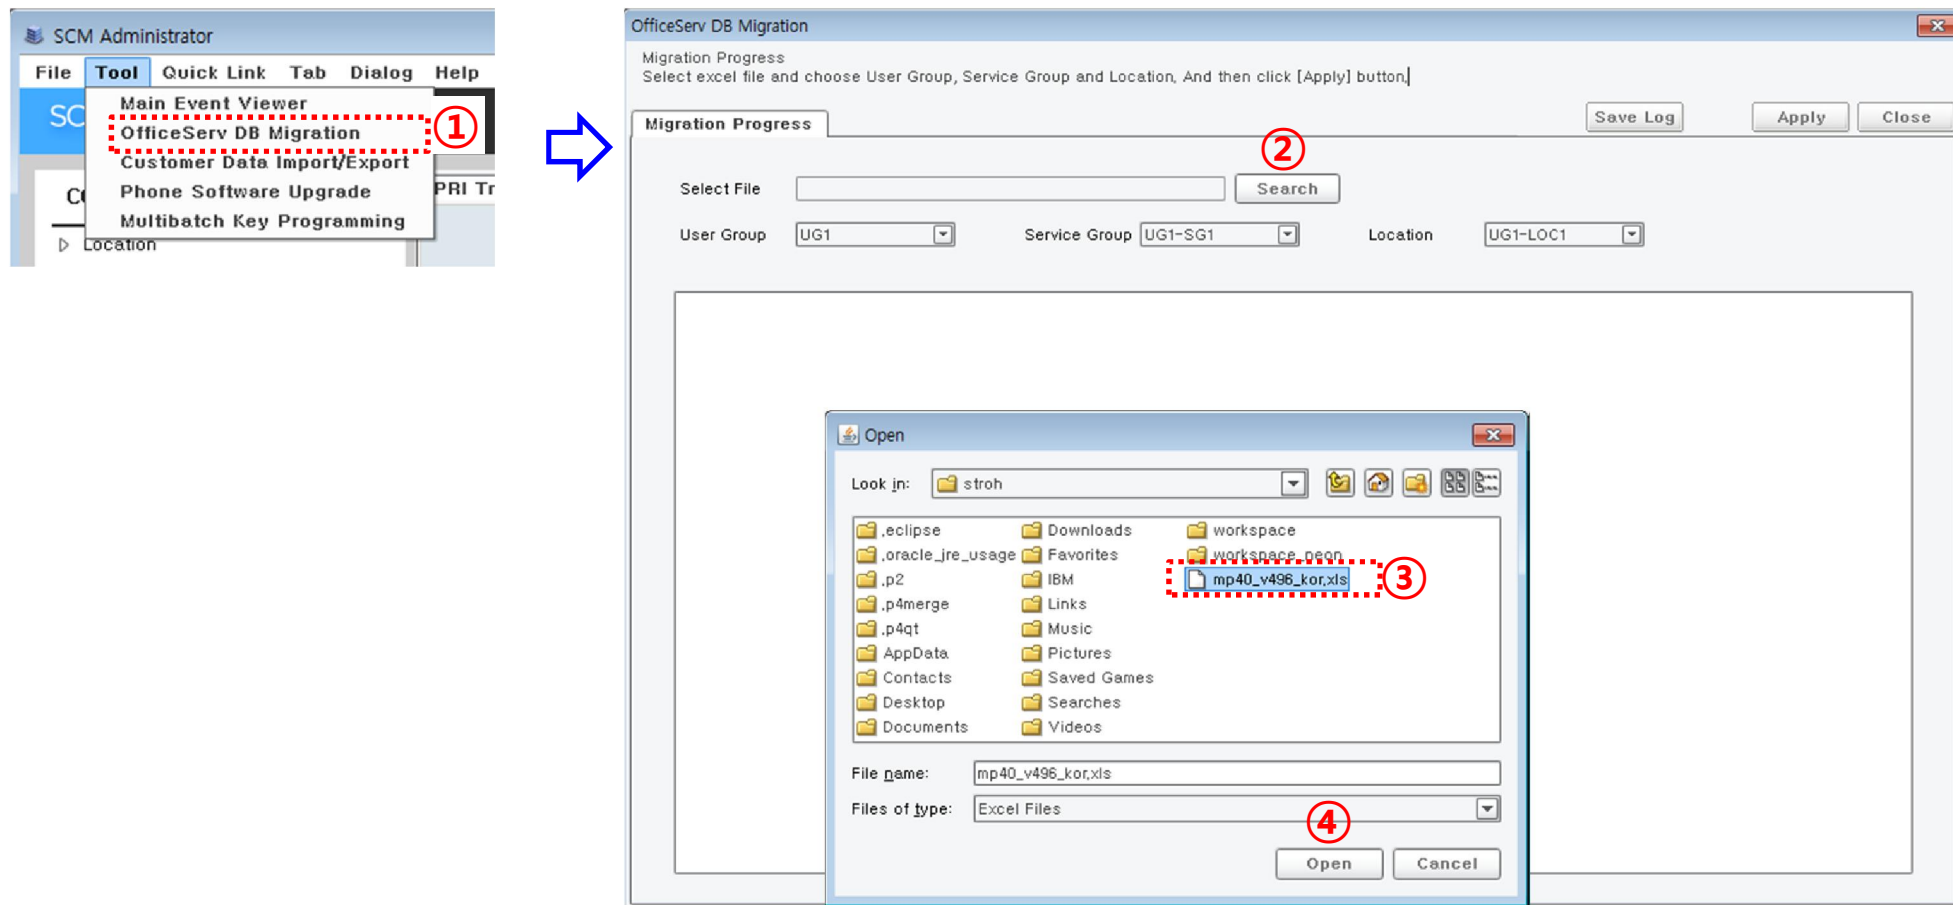 SCM Administrator
File Tool Quick Link Tab Dialog Help
SC
Main Event Viewer
OfficeServ DB Migration
①
Customer Data Import/Export
Phone Software Upgrade
PRI Tr
Multibatch Key Programming
Location
OfficeServ DB Migration
Migration Progress
Select excel file and choose User Group, Service Group and Location, And then click [Apply] button,
Save Log Apply Close
Migration Progress
②
Select File Search
User Group UG1 Service Group UG1-SG1 Location UG1-LOC1
Open
Look in: stroh
.eclipse Downloads workspace
.oracle_jre_usage Favorites workspace_neon
.p2 IBM mp40_v496_kor,xls ③
.p4merge Links
.p4qt Music
AppData Pictures
Contacts Saved Games
Desktop Searches
Documents Videos
File name: mp40_v496_kor,xls
Files of type: Excel Files
④
Open Cancel